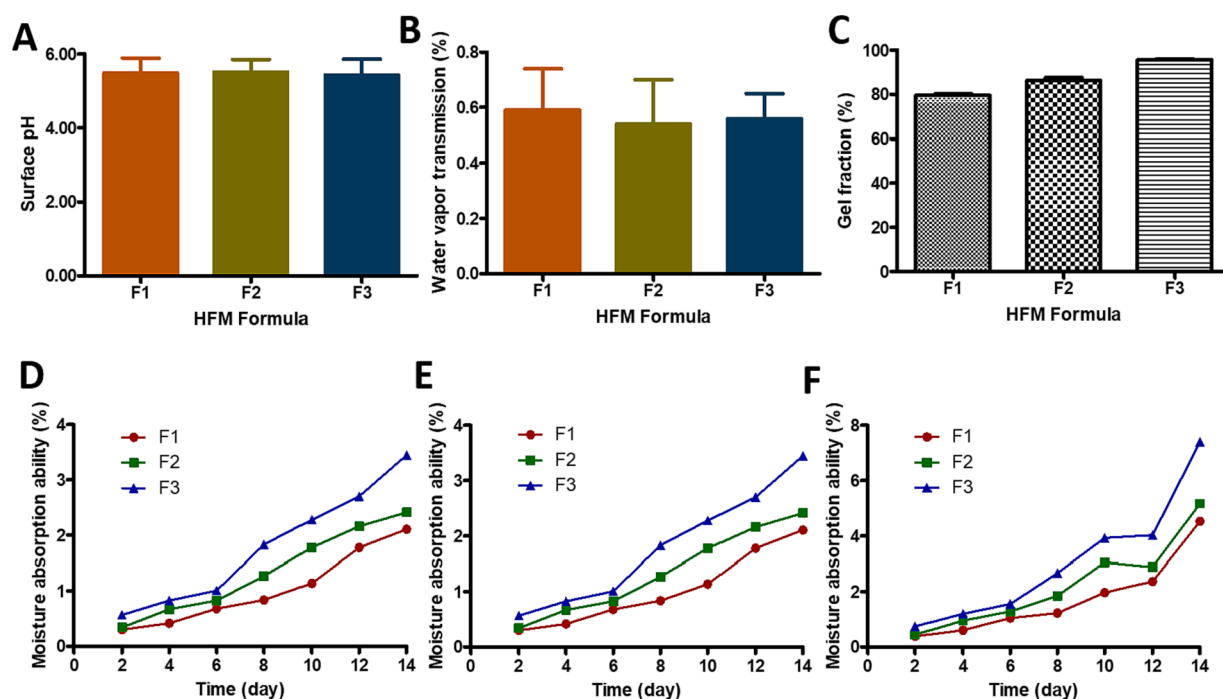 A
Surface pH
6.00
4.00
2.00
0.00
F1 F2 F3
HFM Formula
B
Water vapor transmission (%)
0.8
0.6
0.4
0.2
0.0
F1 F2 F3
HFM Formula
C
Gel fraction (%)
100
80
60
40
20
0
F1 F2 F3
HFM Formula
D
Moisture absorption ability (%)
4
3
2
1
0
F1
F2
F3
0 2 4 6 8 10 12 14
Time (day)
E
Moisture absorption ability (%)
4
3
2
1
0
F1
F2
F3
0 2 4 6 8 10 12 14
Time (day)
F
Moisture absorption ability (%)
8
6
4
2
0
F1
F2
F3
0 2 4 6 8 10 12 14
Time (day)